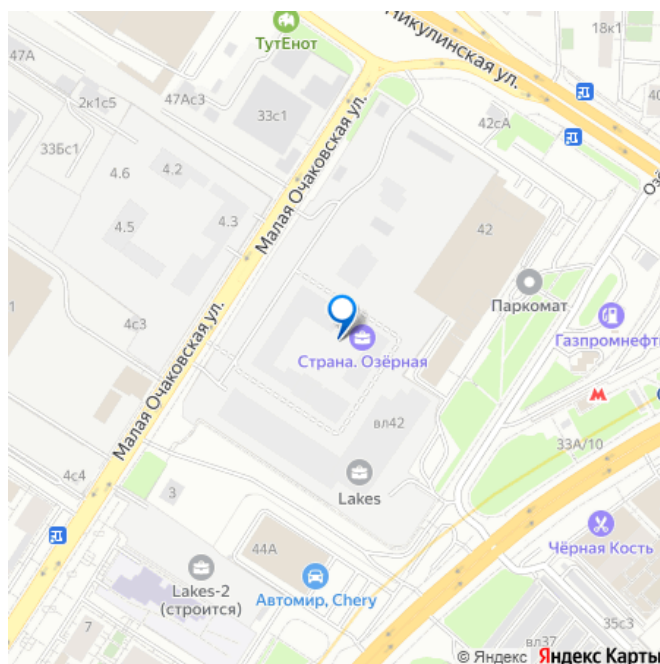 Никулинская ул.
18к1
ТутЕнот
47А
47Ас3
2к1с5
33с1
42сА
33Бс1
4.6
4.2
4.5
4.3
Малая Очаковская ул.
42
Паркомат
Газпромнефть
4с3
Страна. Озёрная
Малая Очаковская ул.
вл42
33А/10
4с4
3
Lakes
Чёрная Кость
44А
Lakes-2
(строится)
Автомир, Chery
7
35с3
вл37
© Яндекс Яндекс Карты